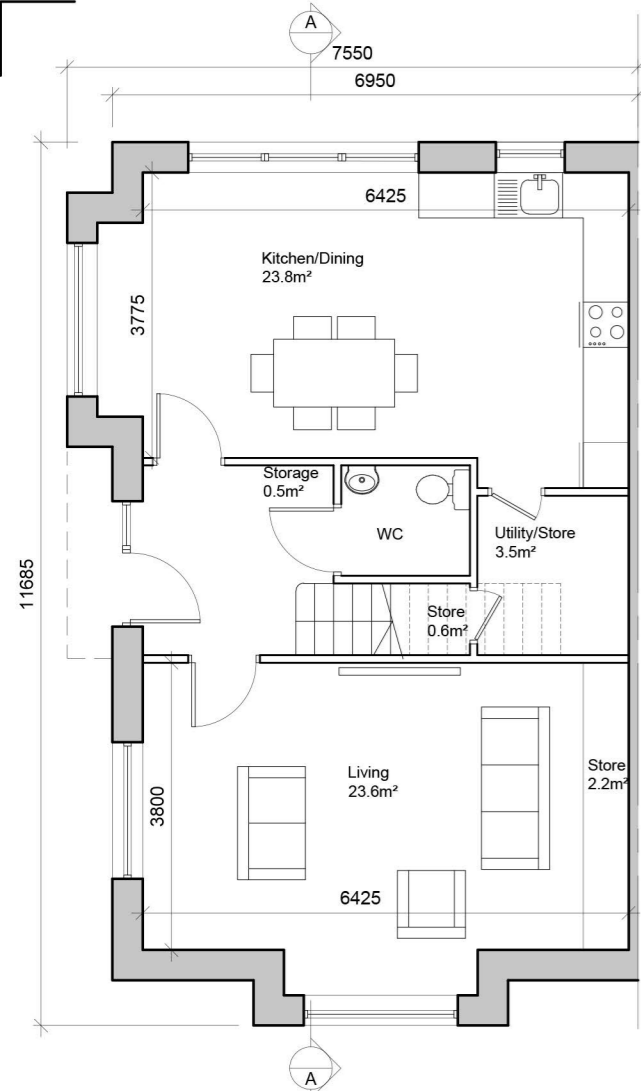 A
7550
6950
6425
Kitchen/Dining
23.8m²
3775
Storage
0.5m²
WC
Utility/Store
3.5m²
11685
Store
0.6m²
Living
23.6m²
Store
2.2m²
3800
6425
A